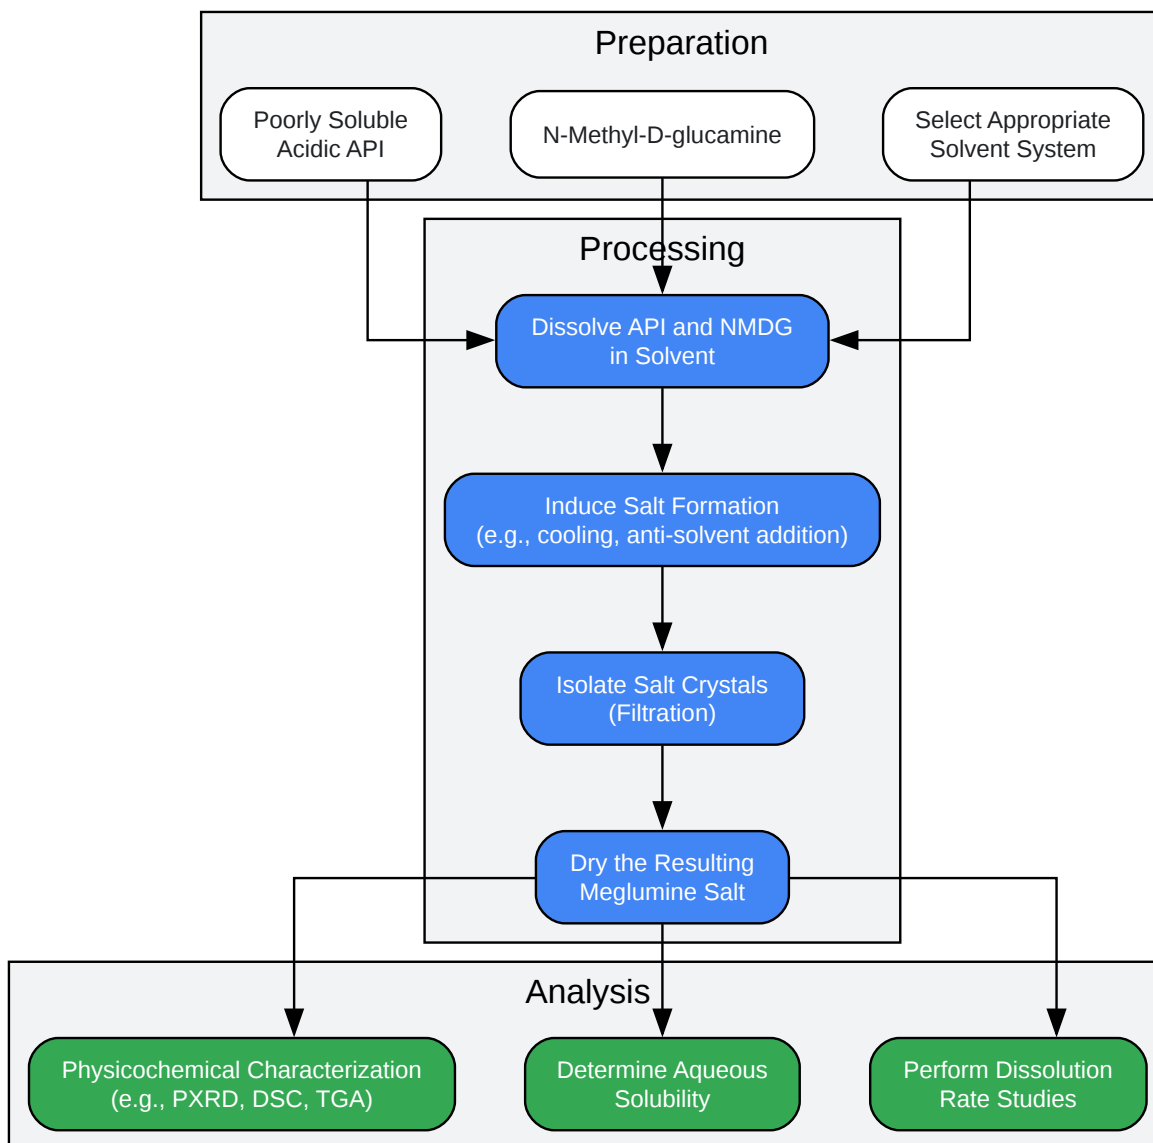 Preparation
Poorly Soluble
Acidic API
N-Methyl-D-glucamine
Select Appropriate
Solvent System
Processing
Dissolve API and NMDG
in Solvent
Induce Salt Formation
(e.g., cooling, anti-solvent addition)
Isolate Salt Crystals
(Filtration)
Dry the Resulting
Meglumine Salt
Analysis
Physicochemical Characterization
(e.g., PXRD, DSC, TGA)
Determine Aqueous
Solubility
Perform Dissolution
Rate Studies